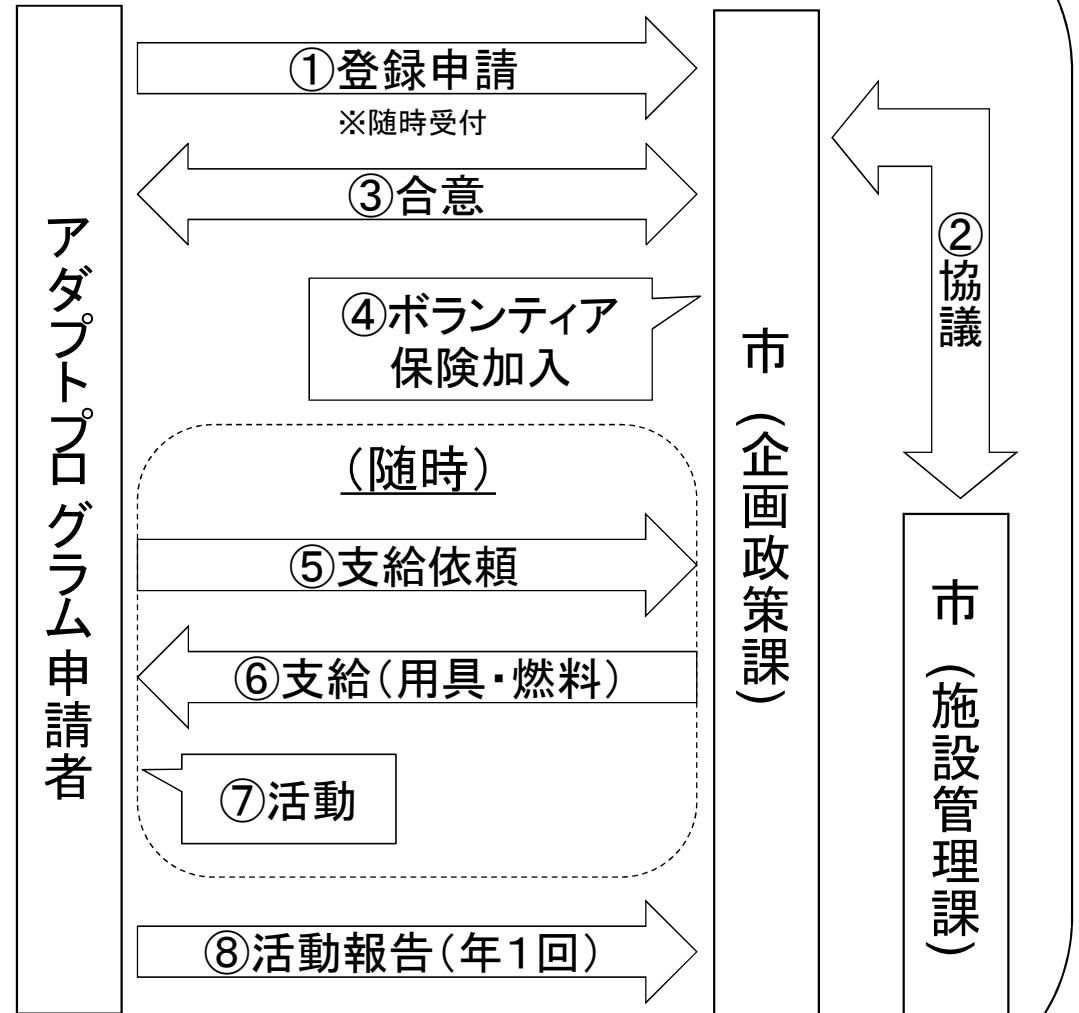 アダプトプログラム申請者
①登録申請
※随時受付
③合意
④ボランティア
保険加入
(随時)
⑤支給依頼
⑥支給(用具・燃料)
⑦活動
⑧活動報告(年1回)
市(企画政策課)
②協議
市(施設管理課)